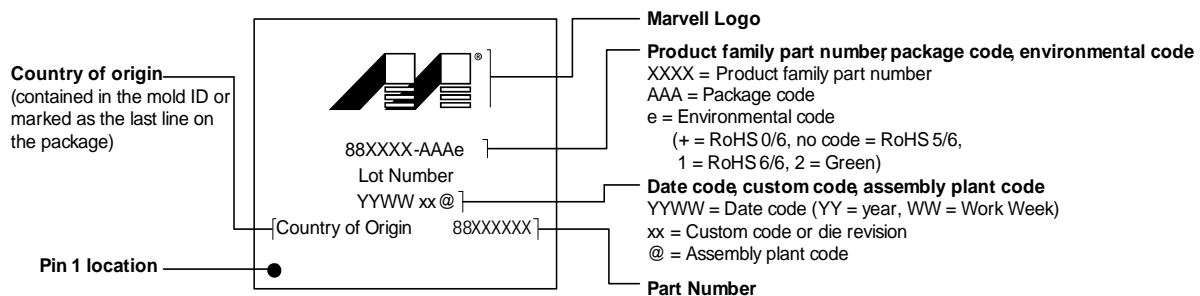 Marvell Logo
Product family part number, package code, environmental code
XXXX = Product family part number
AAA = Package code
e = Environmental code
(+ = RoHS 0/6, no code = RoHS 5/6,
1 = RoHS 6/6, 2 = Green)
Country of origin
(contained in the mold ID or
marked as the last line on
the package)
®
88XXXX-AAAe
Lot Number
YYWW xx@
Country of Origin 88XXXXXX
Date code, custom code, assembly plant code
YYWW = Date code (YY = year, WW = Work Week)
xx = Custom code or die revision
@ = Assembly plant code
Pin 1 location
Part Number